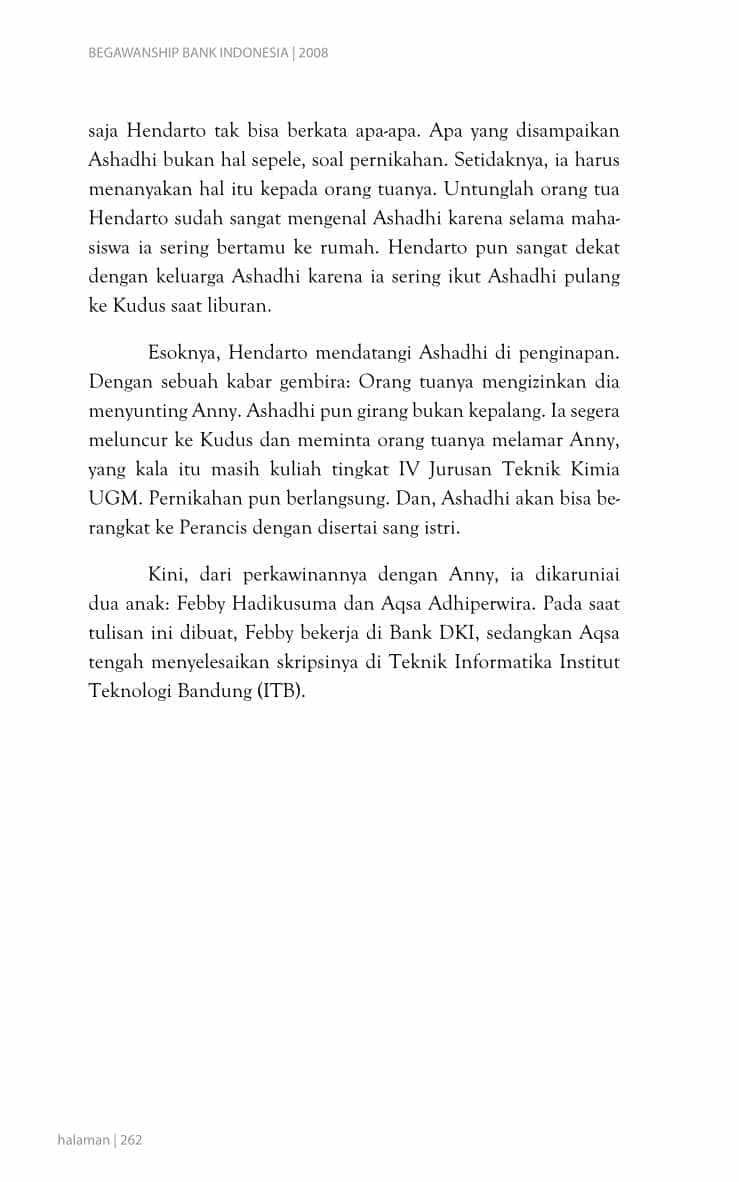 BEGAWANSHIP BANK INDONESIA | 2008
saja Hendarto tak bisa berkata apa-apa. Apa yang disampaikan
Ashadhi bukan hal sepele, soal pernikahan. Setidaknya, ia harus
menanyakan hal itu kepada orang tuanya. Untunglah orang tua
Hendarto sudah sangat mengenal Ashadhi karena selama maha-
siswa ia sering bertamu ke rumah. Hendarto pun sangat dekat
dengan keluarga Ashadhi karena ia sering ikut Ashadhi pulang
ke Kudus saat liburan.
Esoknya, Hendarto mendatangi Ashadhi di penginapan.
Dengan sebuah kabar gembira: Orang tuanya mengizinkan dia
menyunting Anny. Ashadhi pun girang bukan kepalang. Ia segera
meluncur ke Kudus dan meminta orang tuanya melamar Anny,
yang kala itu masih kuliah tingkat IV Jurusan Teknik Kimia
UGM. Pernikahan pun berlangsung. Dan, Ashadhi akan bisa be-
rangkat ke Perancis dengan disertai sang istri.
Kini, dari perkawinannya dengan Anny, ia dikaruniai
dua anak: Febby Hadikusuma dan Aqsa Adhiperwira. Pada saat
tulisan ini dibuat, Febby bekerja di Bank DKI, sedangkan Aqsa
tengah menyelesaikan skripsinya di Teknik Informatika Institut
Teknologi Bandung (ITB).
halaman | 262